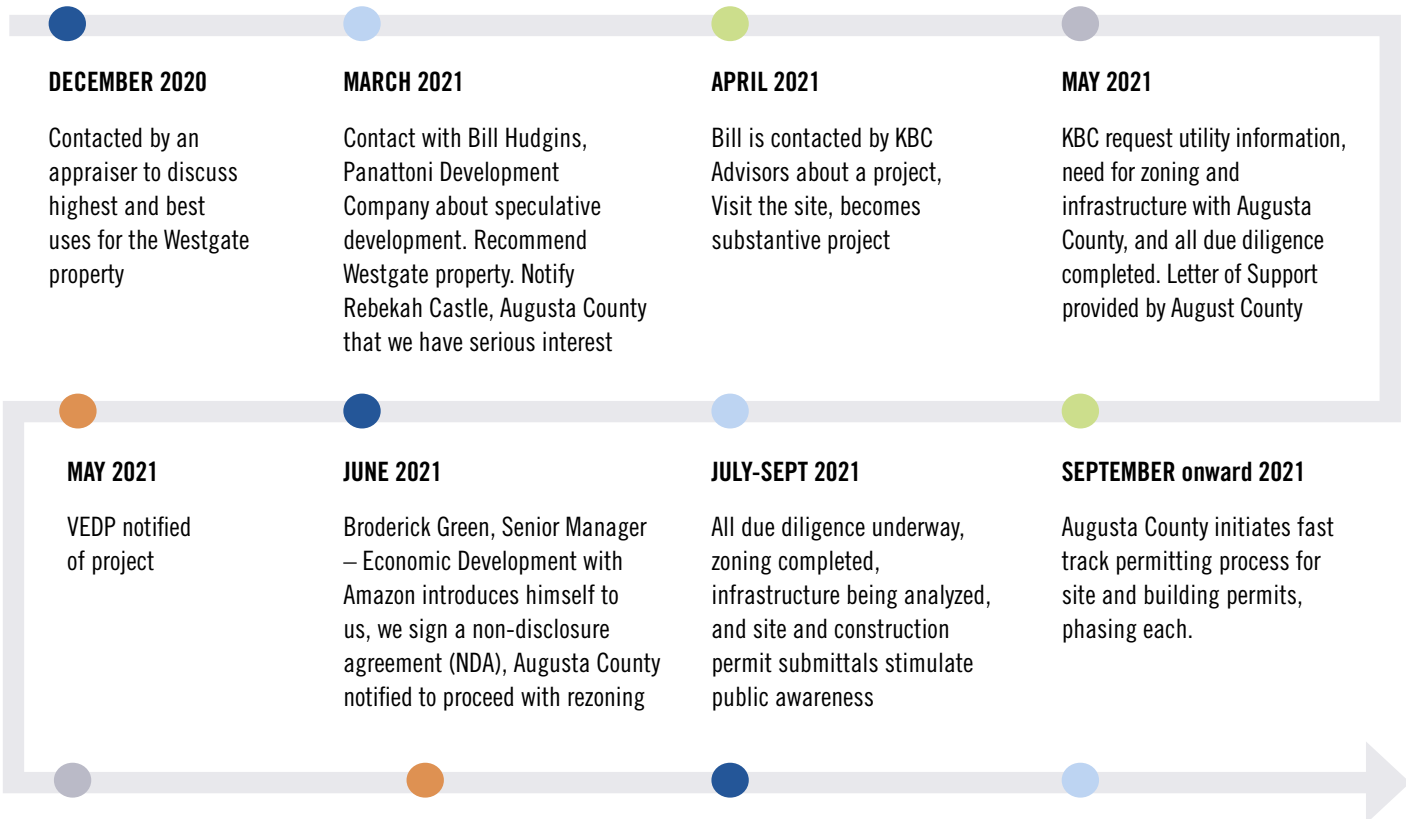 DECEMBER 2020
Contacted by an
appraiser to discuss
highest and best
uses for the Westgate
property
MARCH 2021
Contact with Bill Hudgins,
Panattoni Development
Company about speculative
development. Recommend
Westgate property. Notify
Rebekah Castle, Augusta County
that we have serious interest
APRIL 2021
Bill is contacted by KBC
Advisors about a project,
Visit the site, becomes
substantive project
MAY 2021
KBC request utility information,
need for zoning and
infrastructure with Augusta
County, and all due diligence
completed. Letter of Support
provided by August County
MAY 2021
VEDP notified
of project
JUNE 2021
Broderick Green, Senior Manager
– Economic Development with
Amazon introduces himself to
us, we sign a non-disclosure
agreement (NDA), Augusta County
notified to proceed with rezoning
JULY-SEPT 2021
All due diligence underway,
zoning completed,
infrastructure being analyzed,
and site and construction
permit submittals stimulate
public awareness
SEPTEMBER onward 2021
Augusta County initiates fast
track permitting process for
site and building permits,
phasing each.